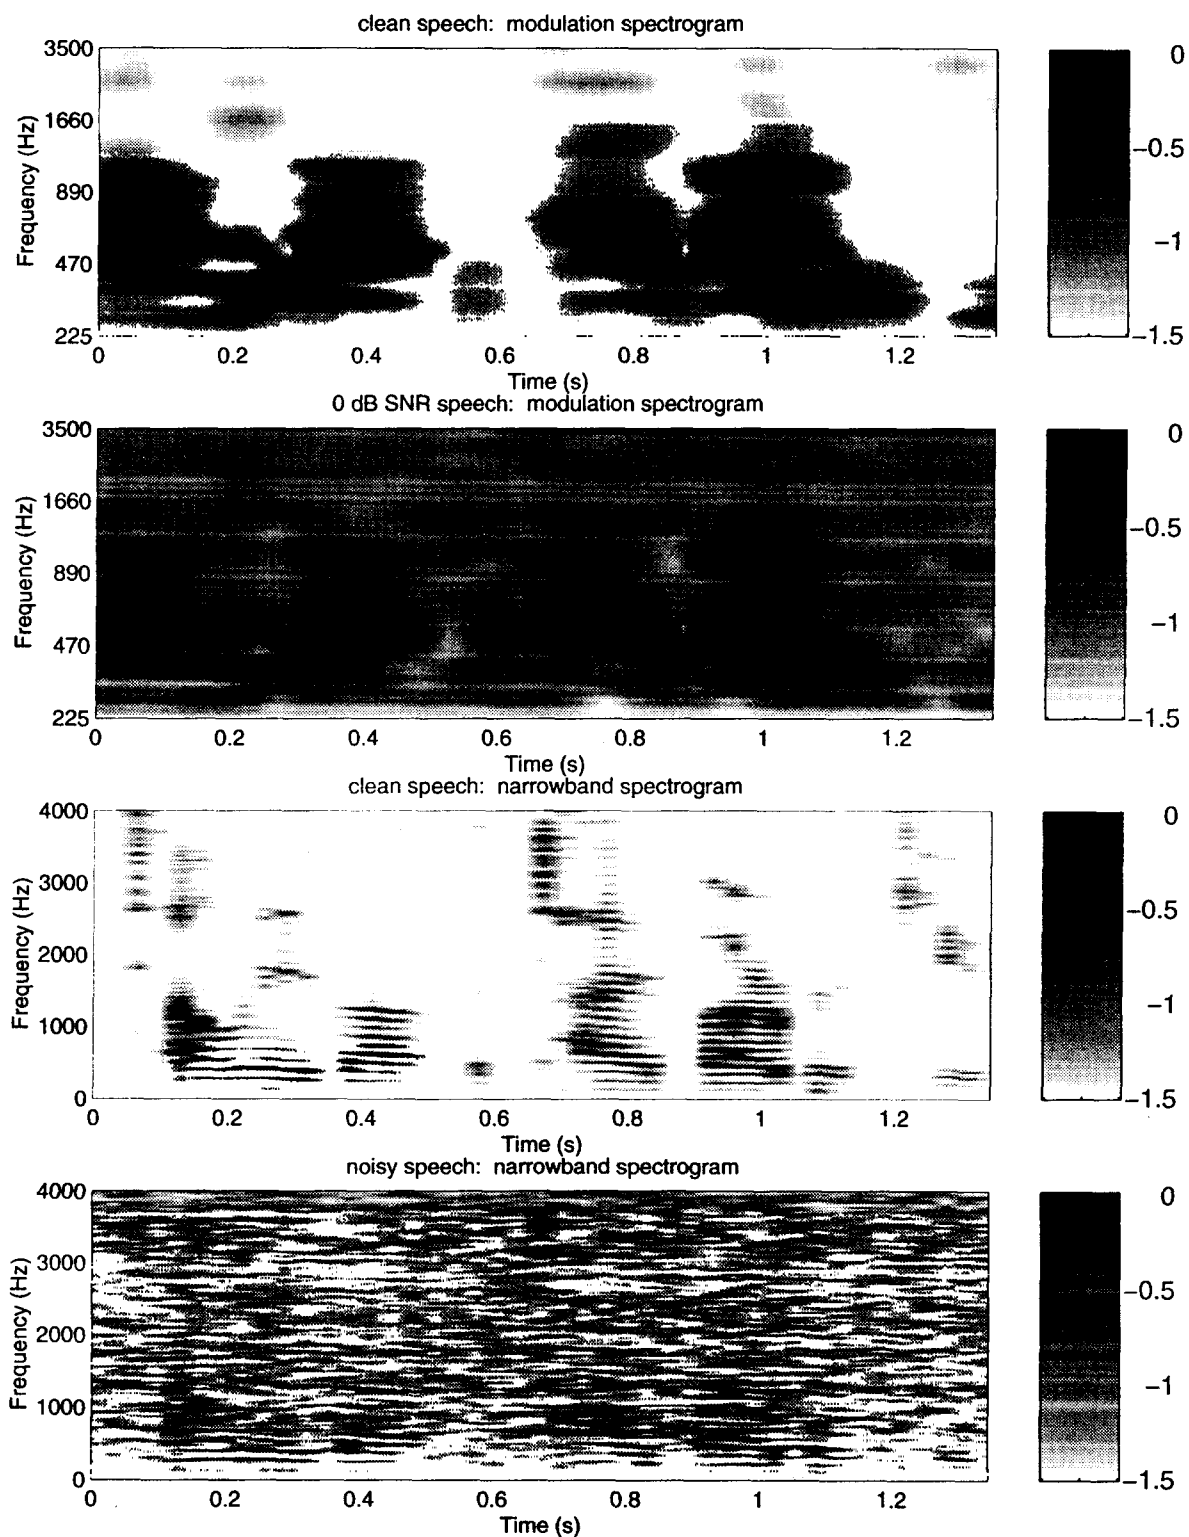 clean speech: modulation spectrogram
3500
1660
890
470
225
Frequency (Hz)
0 0.2 0.4 0.6 0.8 1 1.2
Time (s)
0
−0.5
−1
−1.5
0 dB SNR speech: modulation spectrogram
3500
1660
890
470
225
Frequency (Hz)
0 0.2 0.4 0.6 0.8 1 1.2
Time (s)
0
−0.5
−1
−1.5
clean speech: narrowband spectrogram
4000
3000
2000
1000
0
Frequency (Hz)
0 0.2 0.4 0.6 0.8 1 1.2
Time (s)
0
−0.5
−1
−1.5
noisy speech: narrowband spectrogram
4000
3000
2000
1000
0
Frequency (Hz)
0 0.2 0.4 0.6 0.8 1 1.2
Time (s)
0
−0.5
−1
−1.5